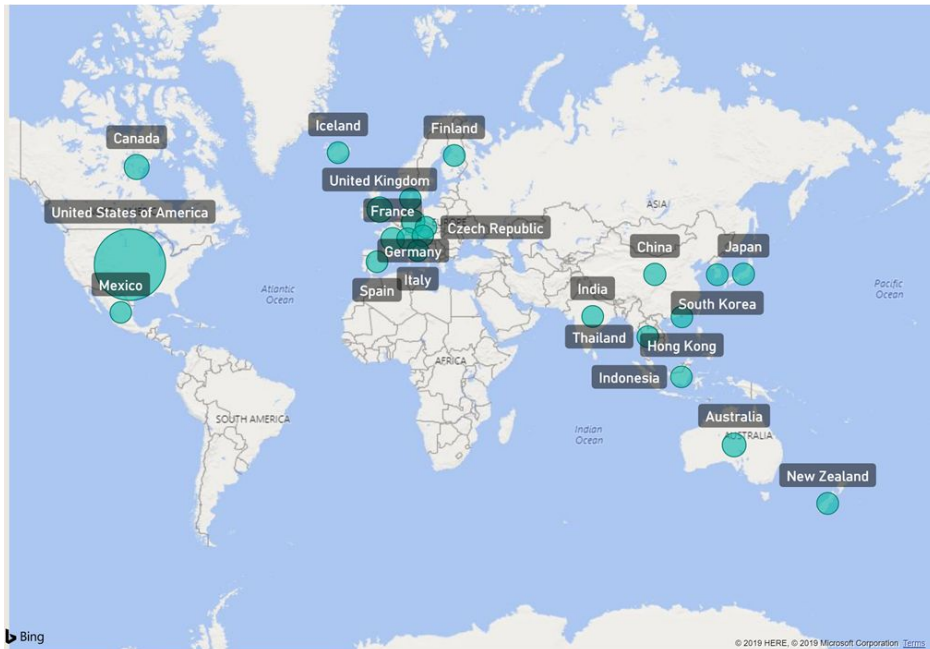 Canada
Iceland
Finland
United Kingdom
United States of America
France
ASIA
Czech Republic
Germany
China
Japan
Mexico
Italy
Spain
India
Atlantic
Ocean
Pacific
Ocean
South Korea
Thailand
Hong Kong
AFRICA
Indonesia
SOUTH AMERICA
Indian
Ocean
Australia
AUSTRALIA
New Zealand
Bing
© 2019 HERE, © 2019 Microsoft Corporation Terms